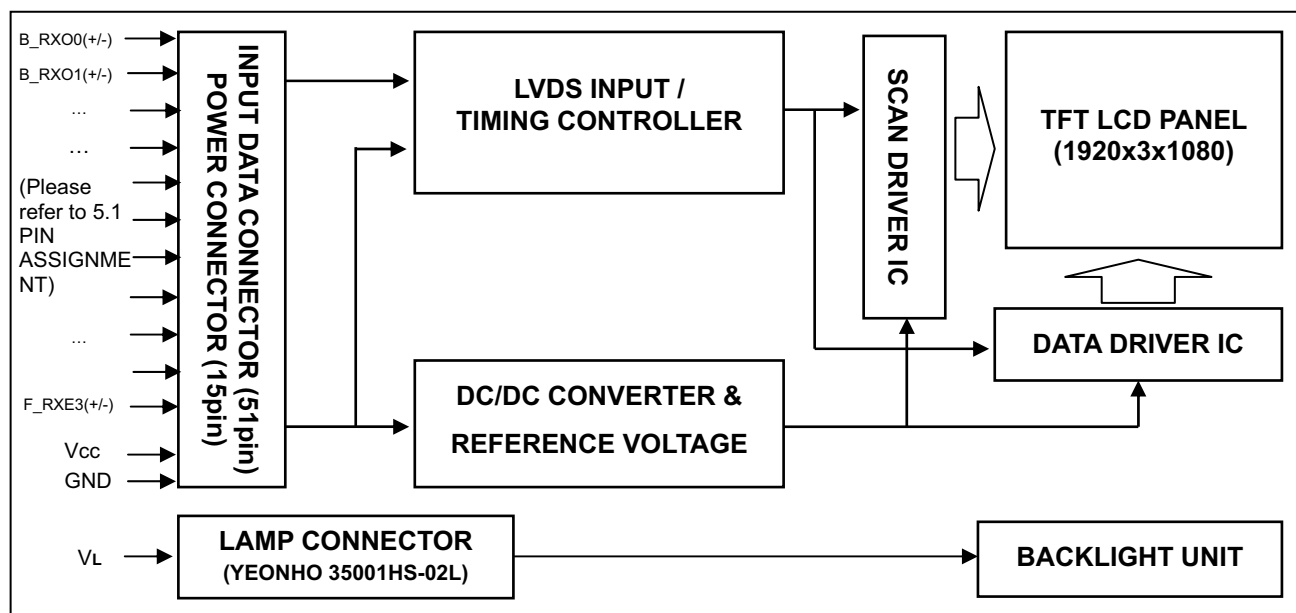 B_RXO0(+/-)
B_RXO1(+/-)
...
...
(Please
refer to 5.1
PIN
ASSIGNME
NT)
...
F_RXE3(+/-)
Vcc
GND
INPUT DATA CONNECTOR (51pin)
POWER CONNECTOR (15pin)
LVDS INPUT /
TIMING CONTROLLER
SCAN DRIVER IC
TFT LCD PANEL
(1920x3x1080)
DATA DRIVER IC
DC/DC CONVERTER &
REFERENCE VOLTAGE
VL
LAMP CONNECTOR
(YEONHO 35001HS-02L)
BACKLIGHT UNIT